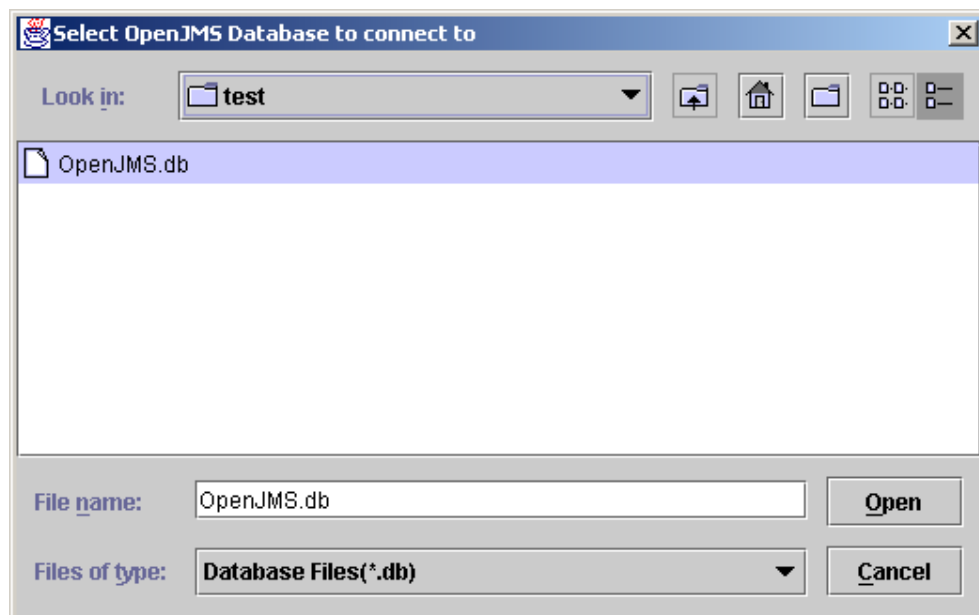 Select OpenJMS Database to connect to
Look in: test
OpenJMS.db
File name: OpenJMS.db Open
Files of type: Database Files(*.db) Cancel